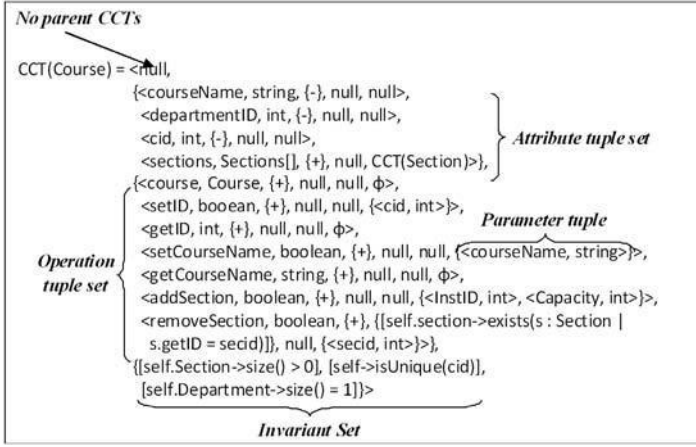 No parent CCTs
CCT(Course) = <null,
{<courseName, string, {-}, null, null>,
<departmentID, int, {-}, null, null>,
<cid, int, {-}, null, null>,
<sections, Sections[], {+}, null, CCT(Section)>},
Attribute tuple set
{<course, Course, {+}, null, null, ф>,
<setID, booean, {+}, null, null, {<cid, int>}>,
<getID, int, {+}, null, null, ф>,
Parameter tuple
<setCourseName, boolean, {+}, null, null, {<courseName, string>}>,
<getCourseName, string, {+}, null, null, ф>,
<addSection, boolean, {+}, null, null, {<InstID, int>, <Capacity, int>}>,
<removeSection, boolean, {+}, {[self.section->exists(s : Section |
s.getID = secid)]}, null, {<secid, int>}>},
Operation
tuple set
{[self.Section->size() > 0], [self->isUnique(cid)],
[self.Department->size() = 1]}>
Invariant Set